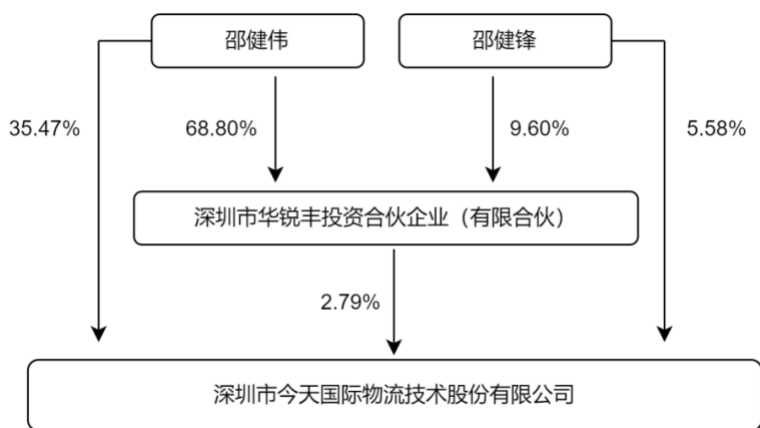 邵健伟
邵健锋
35.47%
68.80%
9.60%
5.58%
深圳市华锐丰投资合伙企业（有限合伙）
2.79%
深圳市今天国际物流技术股份有限公司